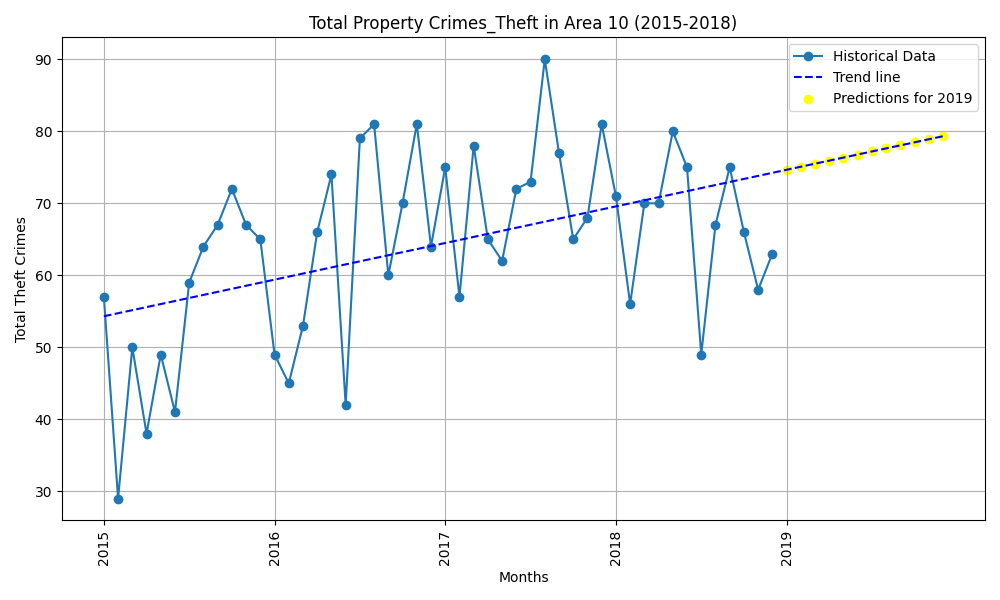 Total Property Crimes_Theft in Area 10 (2015-2018)
Historical Data
Trend line
Predictions for 2019
90
80
70
60
50
40
30
Total Theft Crimes
2015
2016
2017
2018
2019
Months